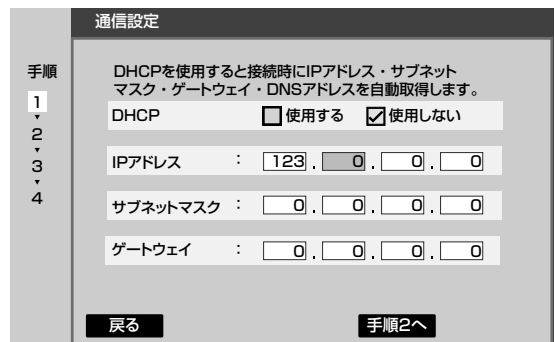 通信設定
手順
1
2
3
4
DHCPを使用すると接続時にIPアドレス・サブネット
マスク・ゲートウェイ・DNSアドレスを自動取得します。
DHCP 使用する 使用しない
IPアドレス : 123 . 0 . 0 . 0
サブネットマスク : 0 . 0 . 0 . 0
ゲートウェイ : 0 . 0 . 0 . 0
戻る 手順2へ